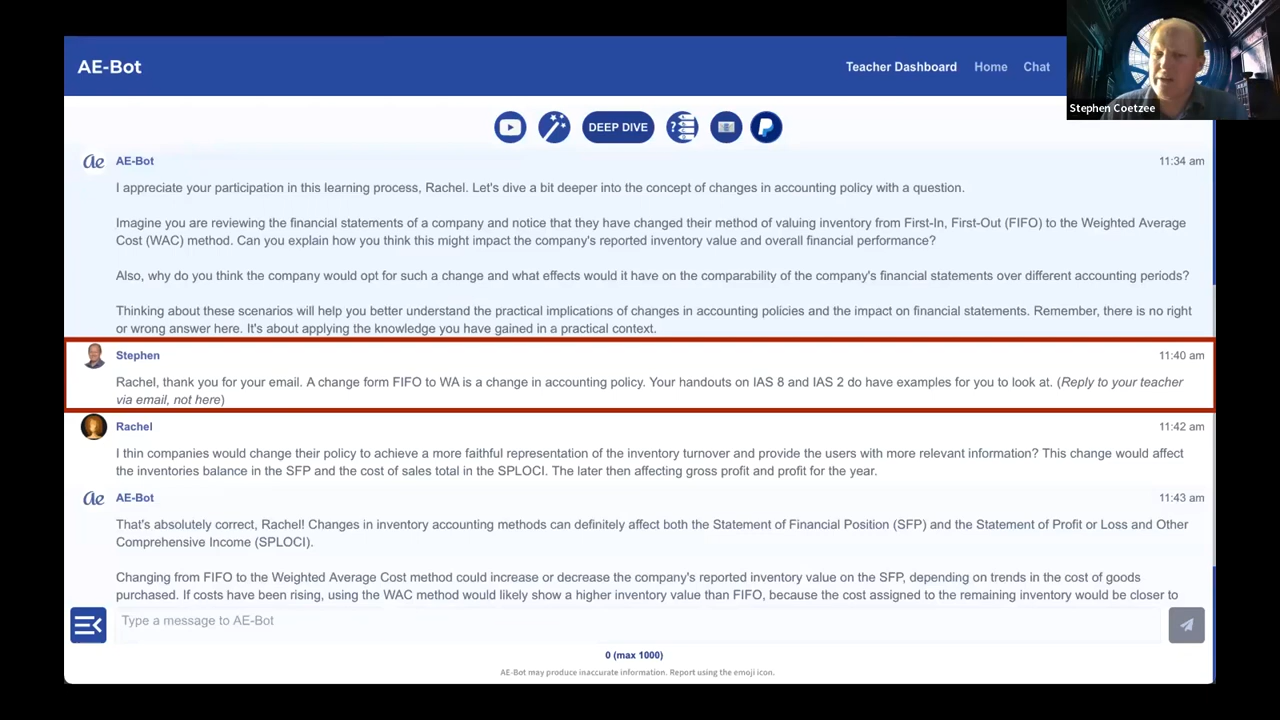 AE-Bot
Teacher Dashboard Home Chat
Stephen Coetzee
DEEP DIVE
Ae AE-Bot 11:34 am
I appreciate your participation in this learning process, Rachel. Let's dive a bit deeper into the concept of changes in accounting policy with a question.
Imagine you are reviewing the financial statements of a company and notice that they have changed their method of valuing inventory from First-In, First-Out (FIFO) to the Weighted Average
Cost (WAC) method. Can you explain how you think this might impact the company's reported inventory value and overall financial performance?
Also, why do you think the company would opt for such a change and what effects would it have on the comparability of the company's financial statements over different accounting periods?
Thinking about these scenarios will help you better understand the practical implications of changes in accounting policies and the impact on financial statements. Remember, there is no right
or wrong answer here. It's about applying the knowledge you have gained in a practical context.
Stephen 11:40 am
Rachel, thank you for your email. A change form FIFO to WA is a change in accounting policy. Your handouts on IAS 8 and IAS 2 do have examples for you to look at. (Reply to your teacher
via email, not here)
Rachel 11:42 am
I thin companies would change their policy to achieve a more faithful representation of the inventory turnover and provide the users with more relevant information? This change would affect
the inventories balance in the SFP and the cost of sales total in the SPLOCI. The later then affecting gross profit and profit for the year.
Ae AE-Bot 11:43 am
That's absolutely correct, Rachel! Changes in inventory accounting methods can definitely affect both the Statement of Financial Position (SFP) and the Statement of Profit or Loss and Other
Comprehensive Income (SPLOCI).
Changing from FIFO to the Weighted Average Cost method could increase or decrease the company's reported inventory value on the SFP, depending on trends in the cost of goods
purchased. If costs have been rising, using the WAC method would likely show a higher inventory value than FIFO, because the cost assigned to the remaining inventory would be closer to
Type a message to AE-Bot
0 (max 1000)
AE-Bot may produce inaccurate information. Report using the emoji icon.